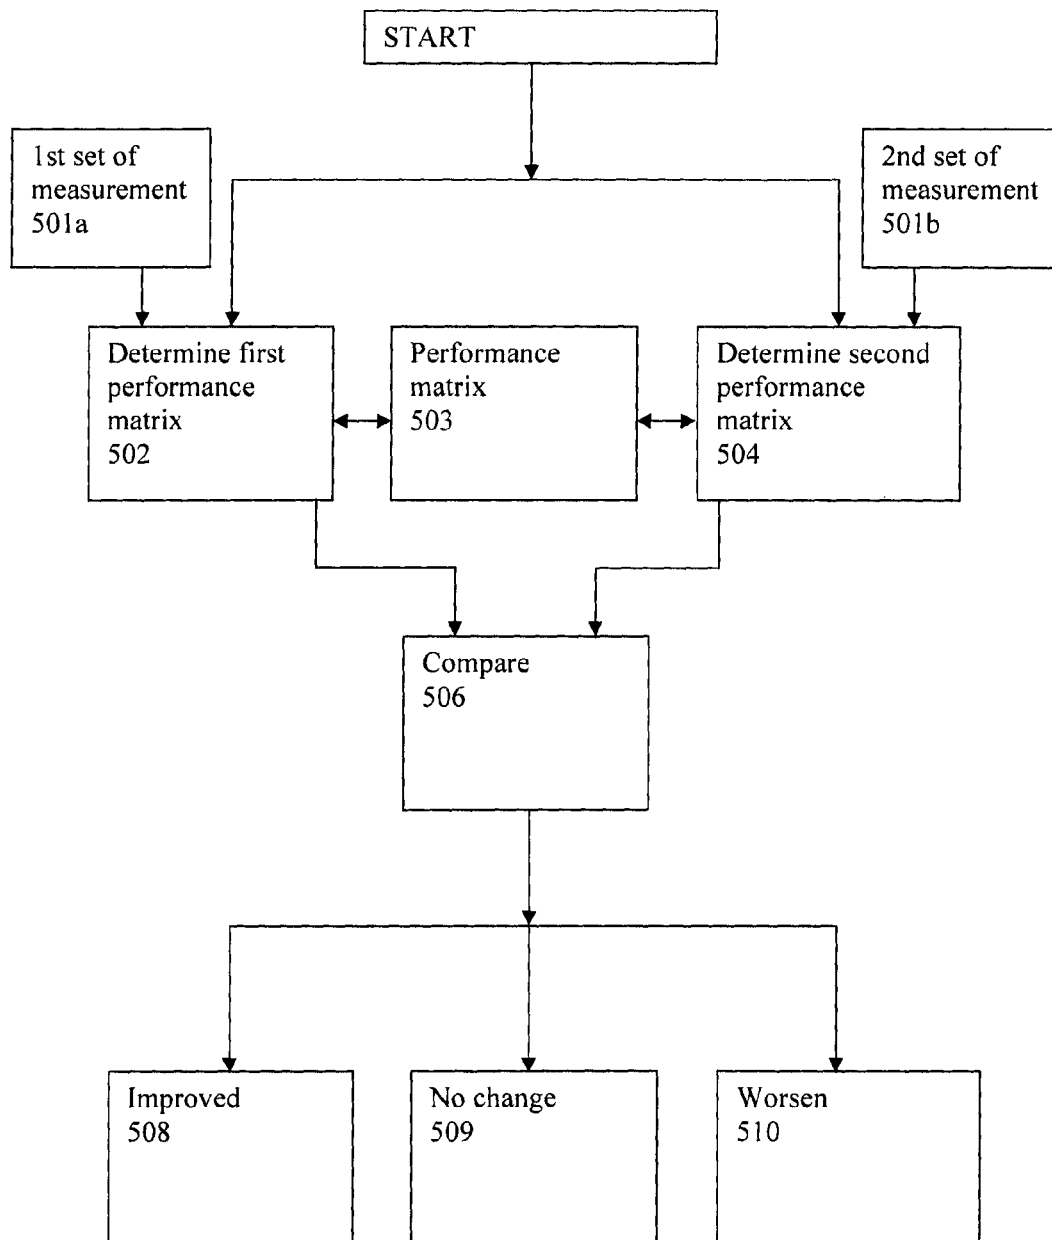 START
1st set of
measurement
501a
2nd set of
measurement
501b
Determine first
performance
matrix
502
Performance
matrix
503
Determine second
performance
matrix
504
Compare
506
Improved
508
No change
509
Worsen
510